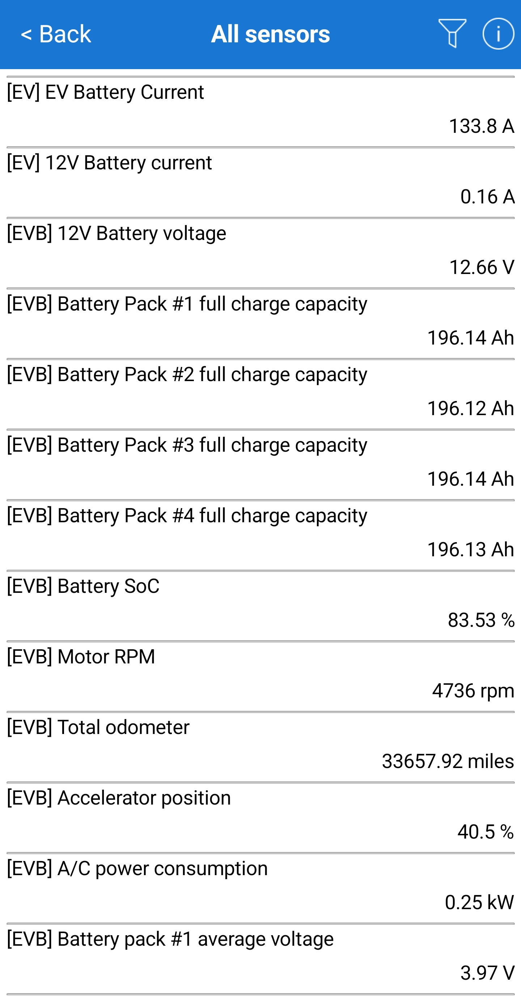 < Back
All sensors
i
[EV] EV Battery Current
133.8 A
[EV] 12V Battery current
0.16 A
[EVB] 12V Battery voltage
12.66 V
[EVB] Battery Pack #1 full charge capacity
196.14 Ah
[EVB] Battery Pack #2 full charge capacity
196.12 Ah
[EVB] Battery Pack #3 full charge capacity
196.14 Ah
[EVB] Battery Pack #4 full charge capacity
196.13 Ah
[EVB] Battery SoC
83.53 %
[EVB] Motor RPM
4736 rpm
[EVB] Total odometer
33657.92 miles
[EVB] Accelerator position
40.5 %
[EVB] A/C power consumption
0.25 kW
[EVB] Battery pack #1 average voltage
3.97 V